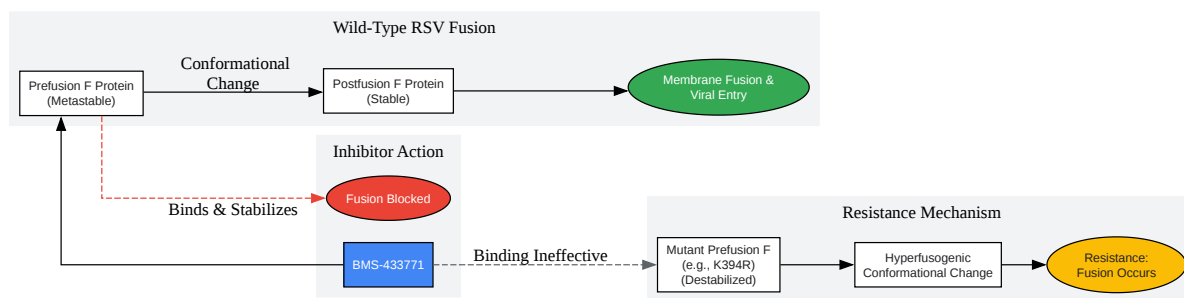 Wild-Type RSV Fusion
Conformational
Change
Prefusion F Protein
(Metastable)
Postfusion F Protein
(Stable)
Membrane Fusion &
Viral Entry
Inhibitor Action
Fusion Blocked
Binds & Stabilizes
BMS-433771
Binding Ineffective
Resistance Mechanism
Mutant Prefusion F
(e.g., K394R)
(Destabilized)
Hyperfusogenic
Conformational Change
Resistance:
Fusion Occurs